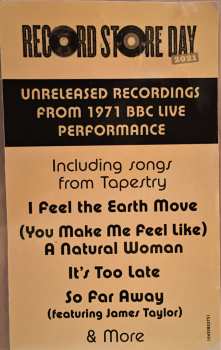 RECORD STORE DAY
2021
UNRELEASED RECORDINGS
FROM 1971 BBC LIVE
PERFORMANCE
Including songs
from Tapestry
I Feel the Earth Move
(You Make Me Feel Like)
A Natural Woman
It's Too Late
So Far Away
(featuring James Taylor)
& More